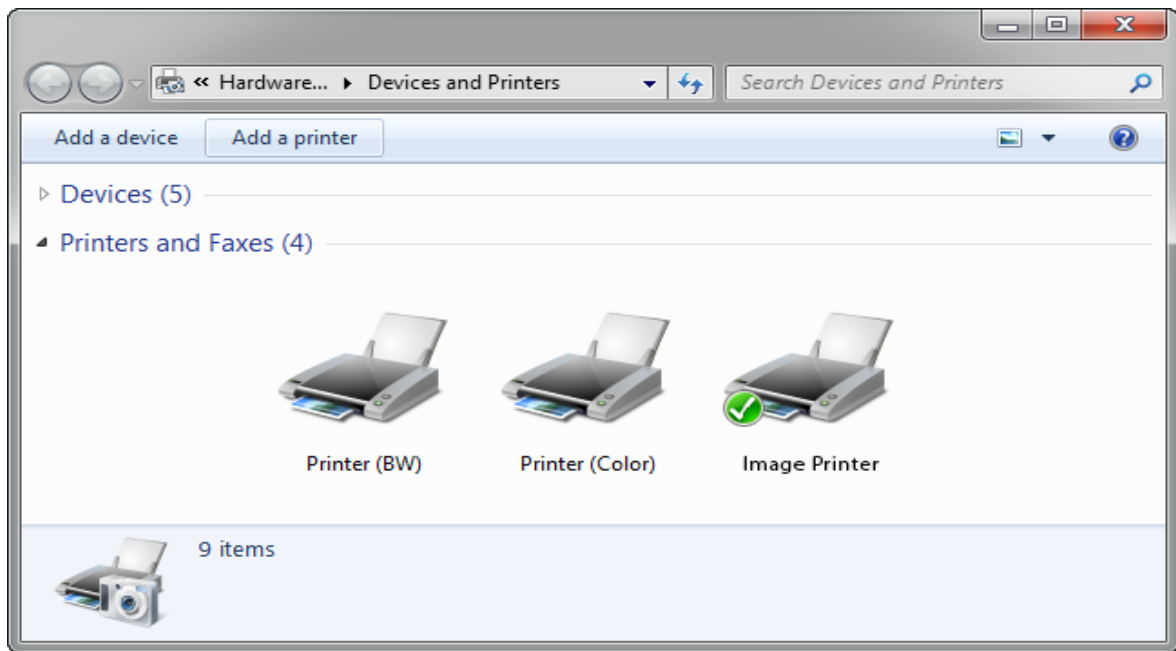 « Hardware... ▸ Devices and Printers
Search Devices and Printers
Add a device Add a printer
Devices (5)
Printers and Faxes (4)
Printer (BW) Printer (Color) Image Printer
9 items